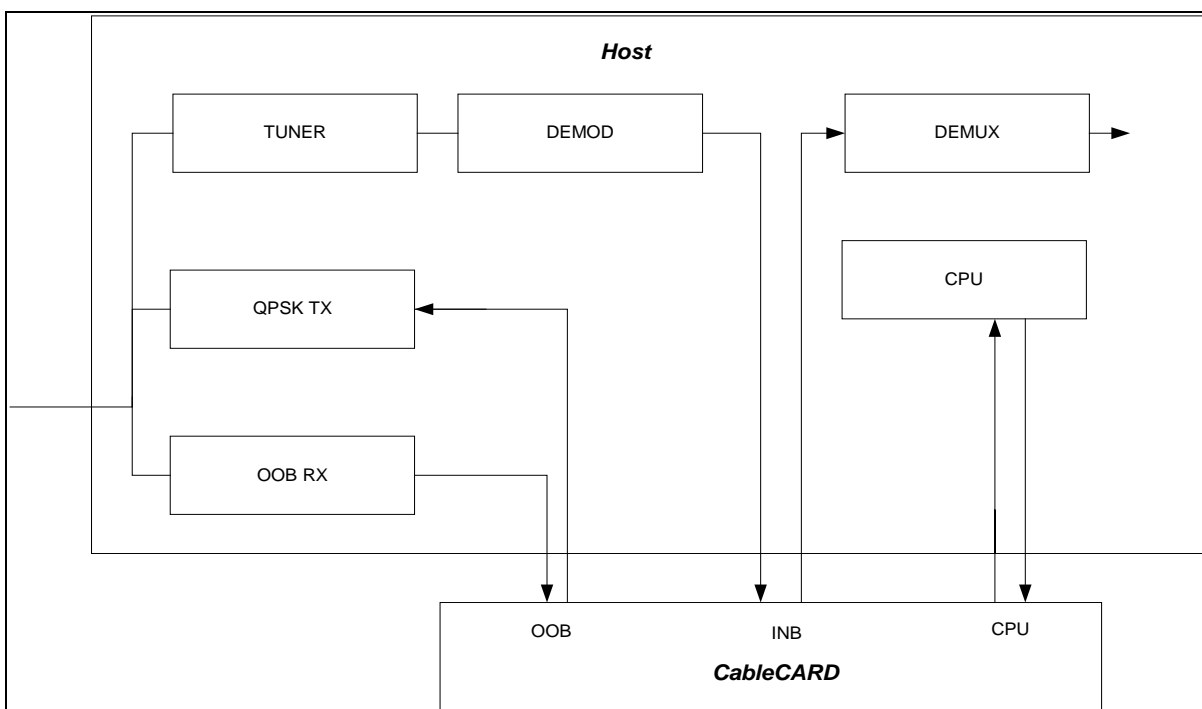 Host
TUNER
DEMOD
DEMUX
QPSK TX
CPU
OOB RX
OOB
INB
CPU
CableCARD